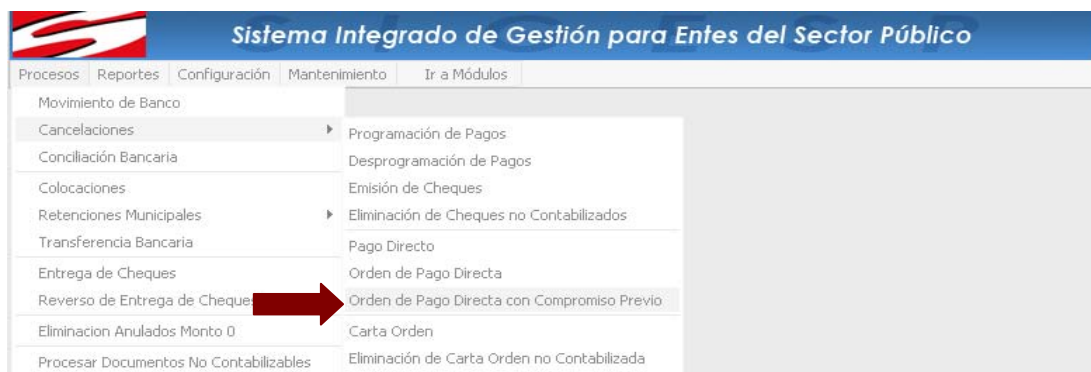 Sistema Integrado de Gestión para Entes del Sector Público
Procesos Reportes Configuración Mantenimiento Ir a Módulos
Movimiento de Banco
Cancelaciones
Conciliación Bancaria
Colocaciones
Retenciones Municipales
Transferencia Bancaria
Entrega de Cheques
Reverso de Entrega de Cheques
Eliminacion Anulados Monto 0
Procesar Documentos No Contabilizables
Programación de Pagos
Desprogramación de Pagos
Emisión de Cheques
Eliminación de Cheques no Contabilizados
Pago Directo
Orden de Pago Directa
Orden de Pago Directa con Compromiso Previo
Carta Orden
Eliminación de Carta Orden no Contabilizada